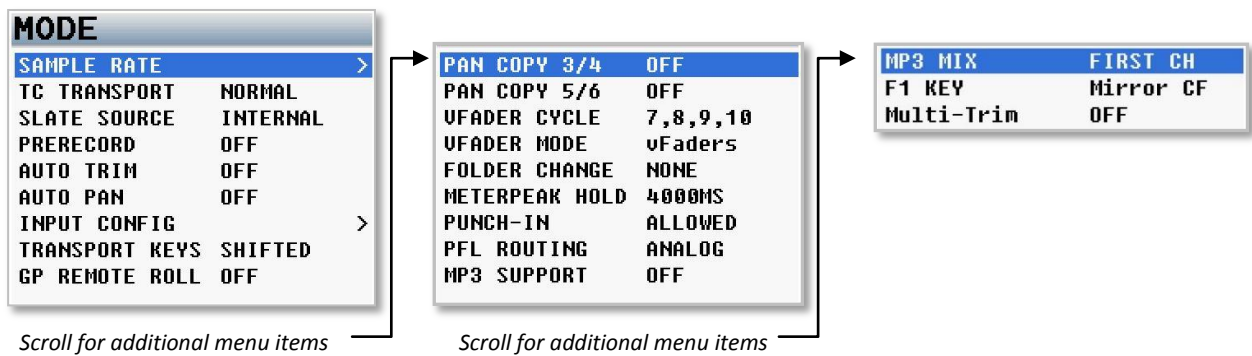 MODE
SAMPLE RATE >
TC TRANSPORT NORMAL
SLATE SOURCE INTERNAL
PRERECORD OFF
AUTO TRIM OFF
AUTO PAN OFF
INPUT CONFIG >
TRANSPORT KEYS SHIFTED
GP REMOTE ROLL OFF
Scroll for additional menu items
PAN COPY 3/4 OFF
PAN COPY 5/6 OFF
VFADER CYCLE 7,8,9,10
VFADER MODE vFaders
FOLDER CHANGE NONE
METERPEAK HOLD 4000MS
PUNCH-IN ALLOWED
PFL ROUTING ANALOG
MP3 SUPPORT OFF
Scroll for additional menu items
MP3 MIX FIRST CH
F1 KEY Mirror CF
Multi-Trim OFF